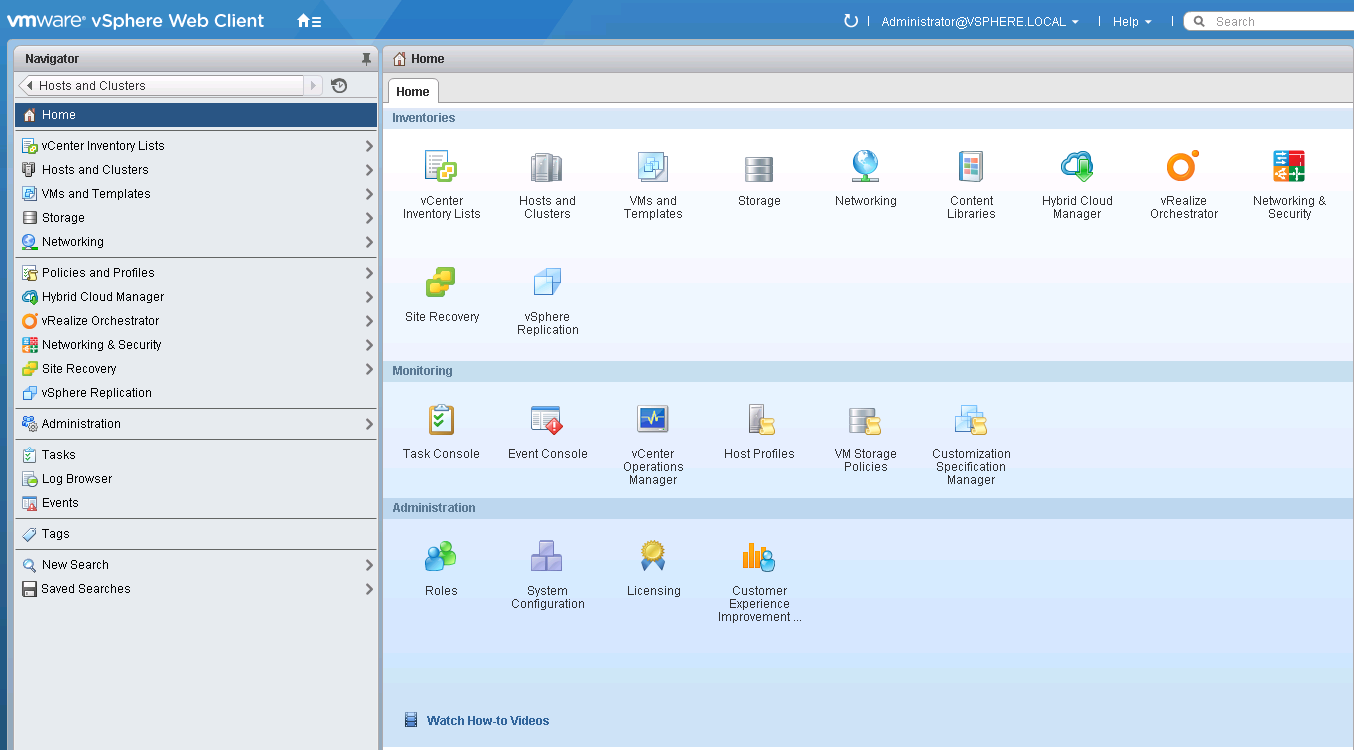 vmware® vSphere Web Client
Administrator@VSPHERE.LOCAL
Help
Search
Navigator
Hosts and Clusters
Home
vCenter Inventory Lists
Hosts and Clusters
VMs and Templates
Storage
Networking
Policies and Profiles
Hybrid Cloud Manager
vRealize Orchestrator
Networking & Security
Site Recovery
vSphere Replication
Administration
Tasks
Log Browser
Events
Tags
New Search
Saved Searches
Home
Home
Inventories
vCenter
Inventory Lists
Hosts and
Clusters
VMs and
Templates
Storage
Networking
Content
Libraries
Hybrid Cloud
Manager
vRealize
Orchestrator
Networking &
Security
Site Recovery
vSphere
Replication
Monitoring
Task Console
Event Console
vCenter
Operations
Manager
Host Profiles
VM Storage
Policies
Customization
Specification
Manager
Administration
Roles
System
Configuration
Licensing
Customer
Experience
Improvement ...
Watch How-to Videos